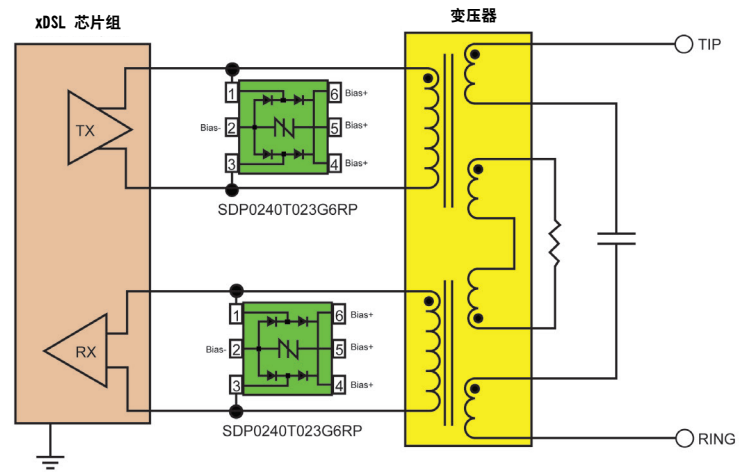 xDSL 芯片组
变压器
TIP
TX
1
6
Bias+
Bias-
2
5
Bias+
3
4
Bias+
SDP0240T023G6RP
1
6
Bias+
RX
Bias-
2
5
Bias+
3
4
Bias+
SDP0240T023G6RP
RING